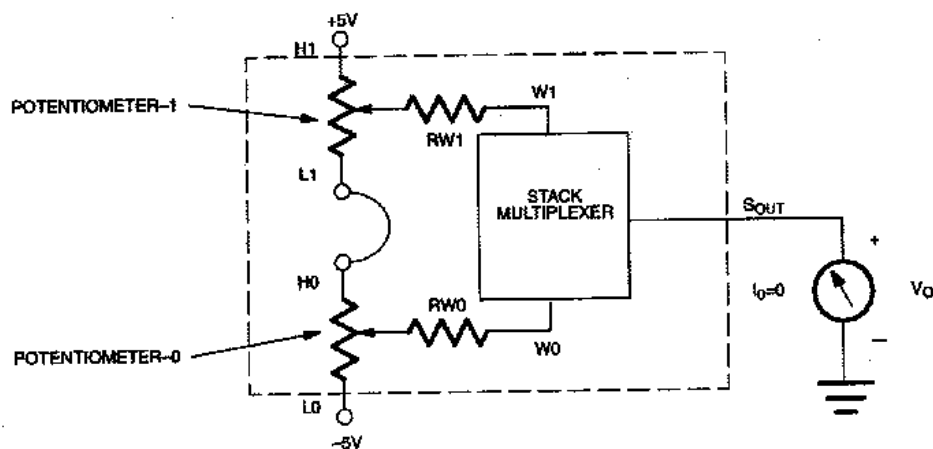 +5V
H1
POTENTIOMETER-1
W1
RW1
L1
STACK
MULTIPLEXER
SOUT
+
H0
I0=0
VO
RW0
POTENTIOMETER-0
W0
–
L0
-5V